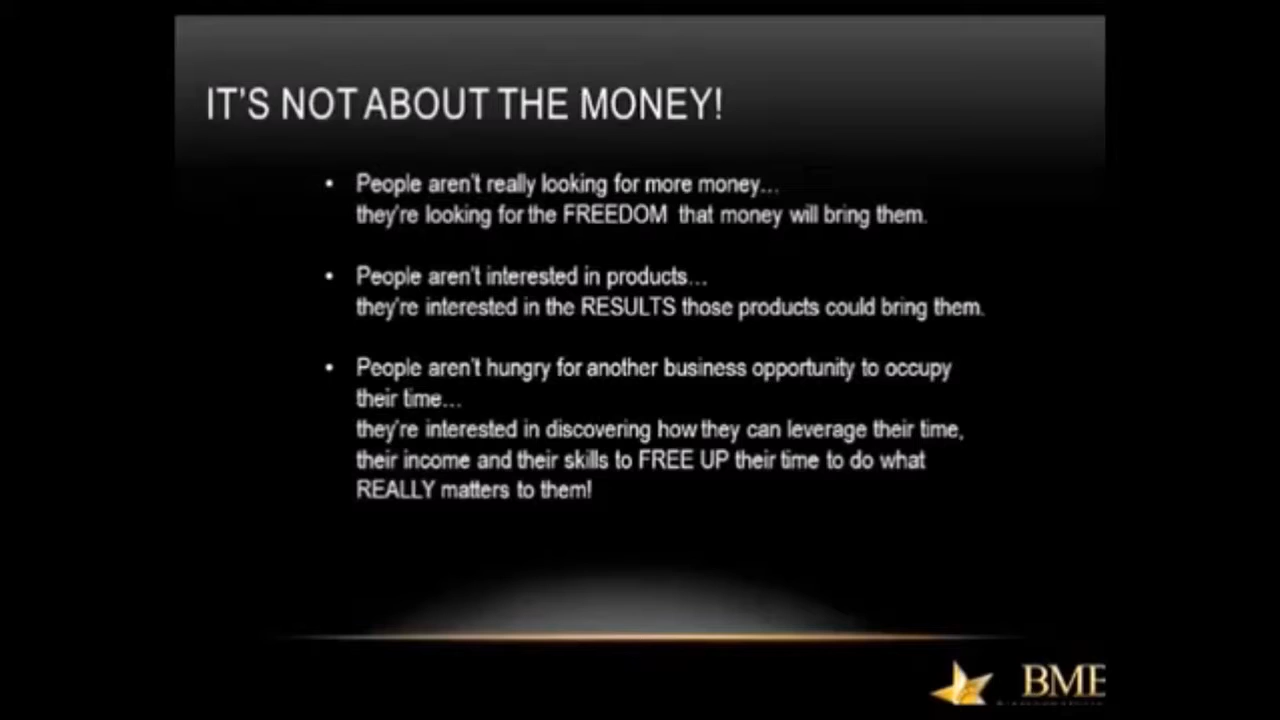 IT'S NOT ABOUT THE MONEY!
• People aren't really looking for more money...
they're looking for the FREEDOM that money will bring them.
• People aren't interested in products...
they're interested in the RESULTS those products could bring them.
• People aren't hungry for another business opportunity to occupy
their time...
they're interested in discovering how they can leverage their time,
their income and their skills to FREE UP their time to do what
REALLY matters to them!
BME